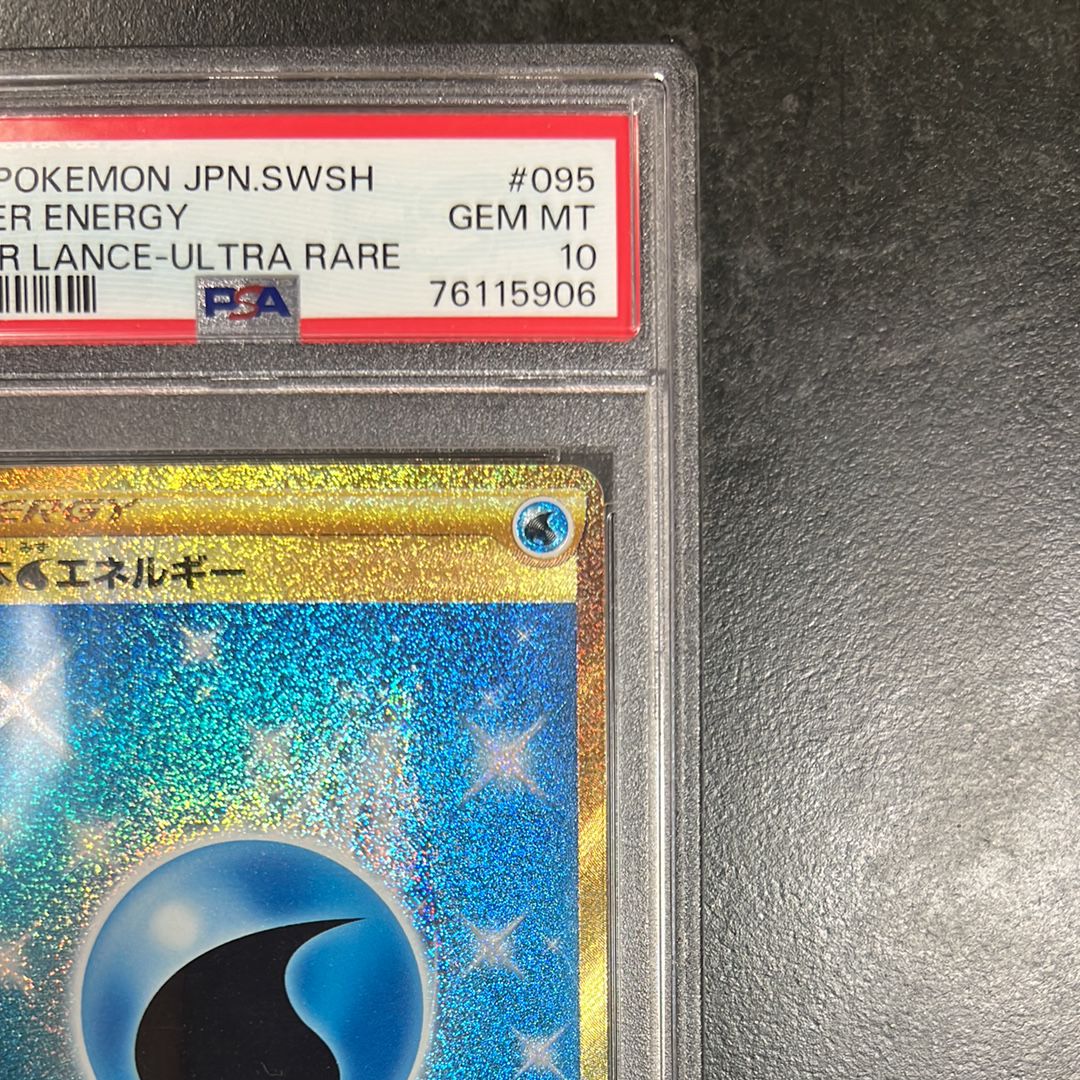 POKEMON JPN.SWSH #095
ER ENERGY GEM MT
R LANCE-ULTRA RARE 10
PSA 76115906
ERGY
エネルギー